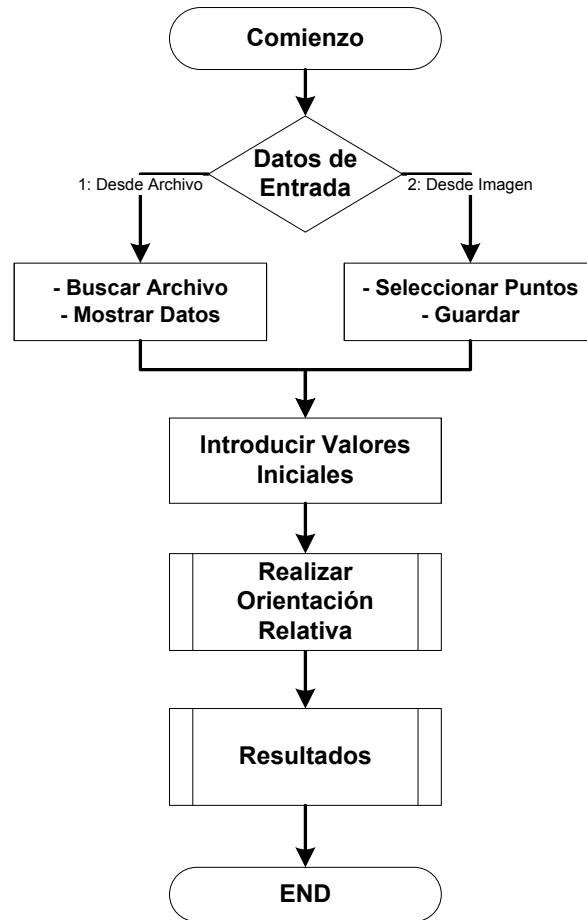 Comienzo
Datos de
Entrada
1: Desde Archivo
2: Desde Imagen
- Buscar Archivo
- Mostrar Datos
- Seleccionar Puntos
- Guardar
Introducir Valores
Iniciales
Realizar
Orientación
Relativa
Resultados
END